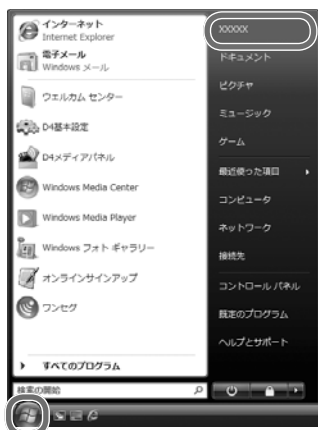 インターネット
Internet Explorer
電子メール
Windows メール
ウェルカム センター
D4基本設定
D4メディアパネル
Windows Media Center
Windows Media Player
Windows フォト ギャラリー
オンラインサインアップ
ワンセグ
すべてのプログラム
検索の開始
XXXXX
ドキュメント
ピクチャ
ミュージック
ゲーム
最近使った項目
コンピュータ
ネットワーク
接続先
コントロール パネル
既定のプログラム
ヘルプとサポート